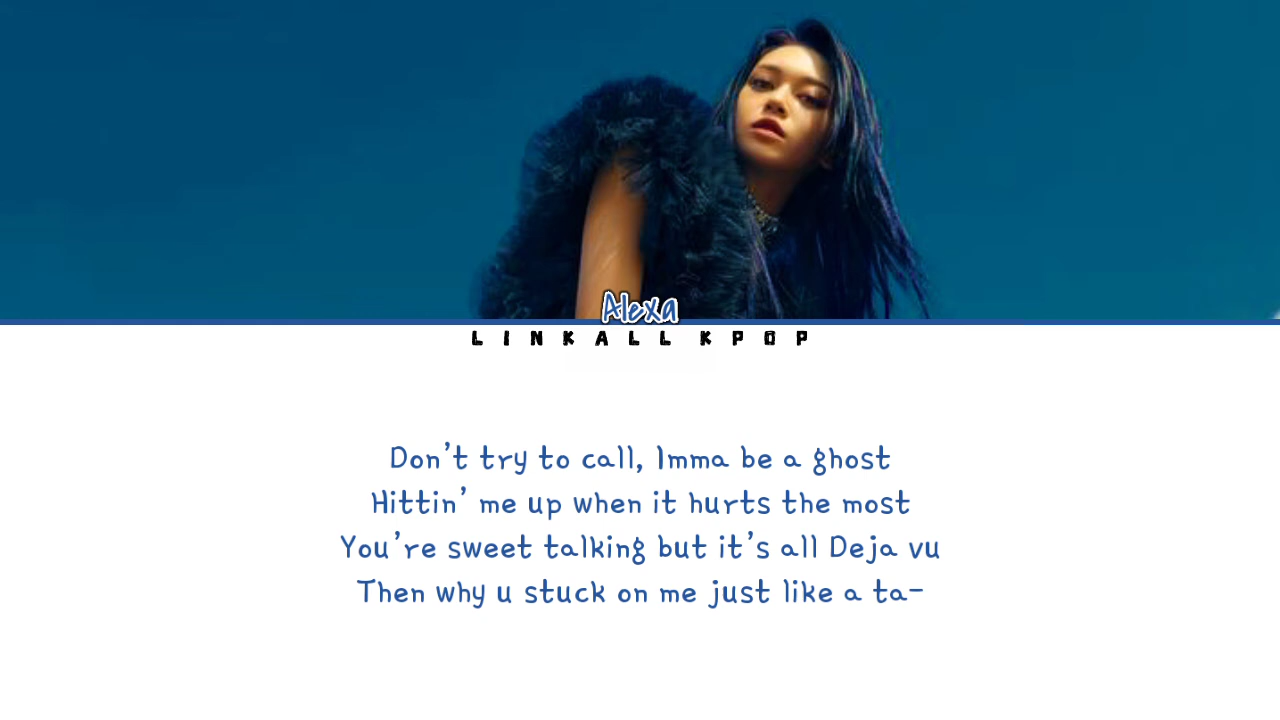 Alexa
LINKALL KPOP
Don't try to call, Imma be a ghost
Hittin' me up when it hurts the most
You're sweet talking but it's all Deja vu
Then why u stuck on me just like a ta-